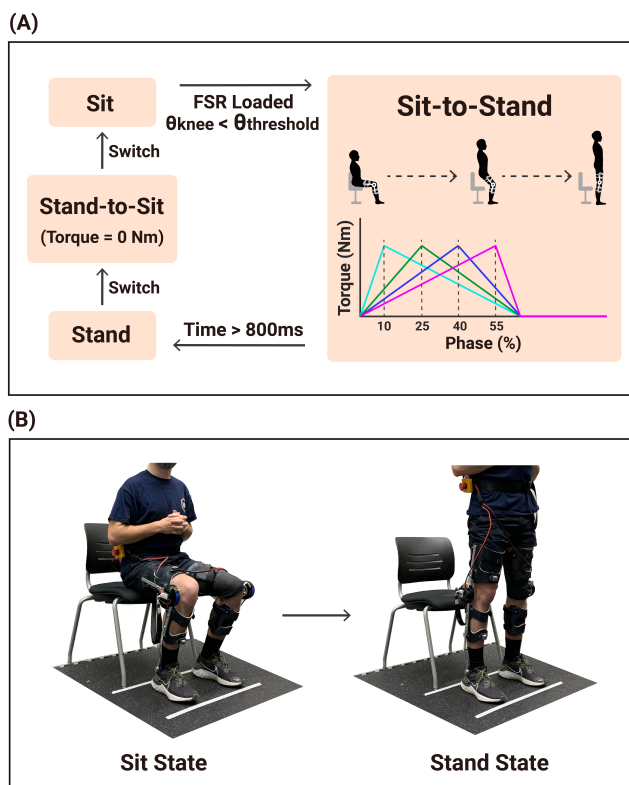 (A)
Sit
FSR Loaded
θknee < θthreshold
Sit-to-Stand
Switch
Stand-to-Sit
(Torque = 0 Nm)
Switch
Stand
Time > 800ms
Torque (Nm)
10 25 40 55
Phase (%)
(B)
Sit State
Stand State